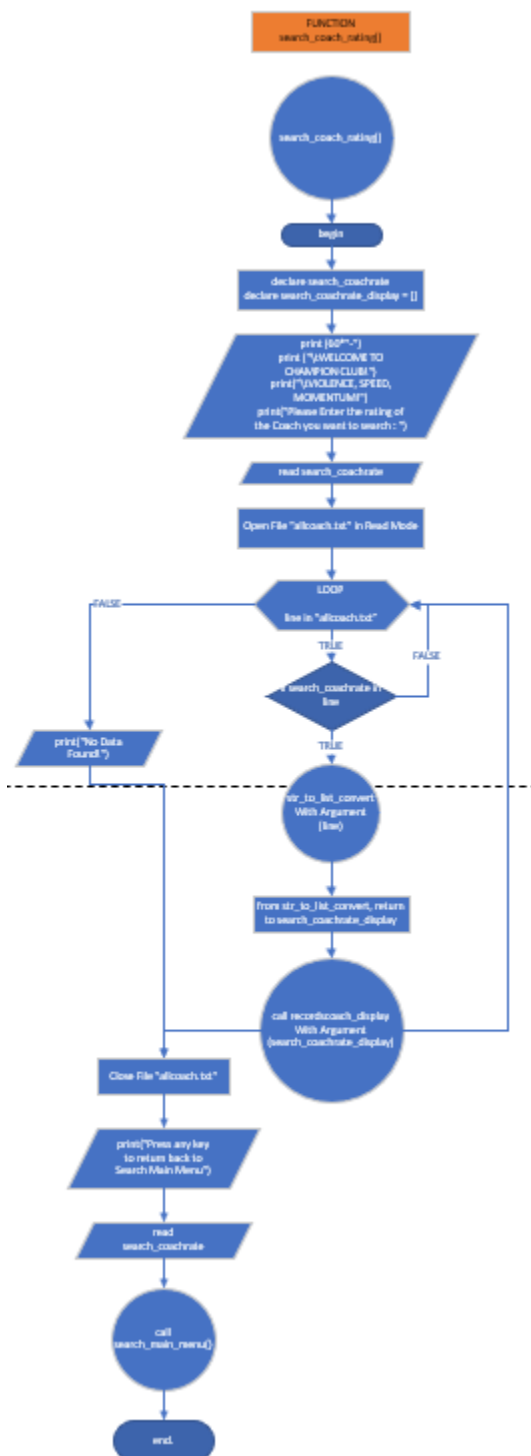 FUNCTION
search_coach_rating()
search_coach_rating()
begin
declare search_coachrate
declare search_coachrate_display = []
print (60*"-")
print ("\t\WELCOME TO
CHAMPION CLUB!")
print("\t\VIOLENCE, SPEED,
MOMENTUM!")
print("Please Enter the rating of
the Coach you want to search : ")
read search_coachrate
Open File "allcoach.txt" in Read Mode
LOOP
line in "allcoach.txt"
FALSE
TRUE
FALSE
search_coachrate in
line
TRUE
print("No Data
Found!")
str_to_list_convert
With Argument
(line)
from str_to_list_convert, return
to search_coachrate_display
call recordscoach_display
With Argument
(search_coachrate_display)
Close File "allcoach.txt"
print("Press any key
to return back to
Search Main Menu")
read
search_coachrate
call
search_main_menu()
end.